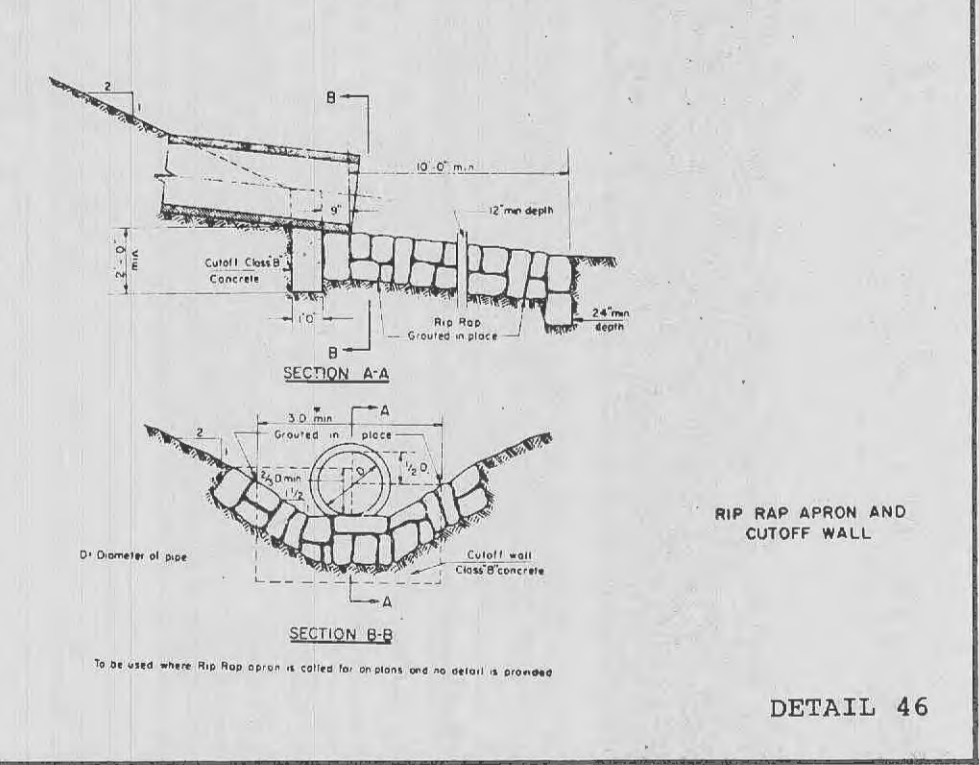 2
1
B
10'-0" min
9"
12" min depth
2'-0"
min
Cutoff Class "B"
Concrete
1'0"
Rip Rap
Grouted in place
24" min
depth
B
SECTION A-A
A
3D min
2
1
Grouted in place
1/2 D.
2/3 D. min
D
1 1/2
D= Diameter of pipe
Cutoff wall
Class "B" concrete
A
SECTION B-B
To be used where Rip Rap apron is called for on plans and no detail is provided
RIP RAP APRON AND
CUTOFF WALL
DETAIL 46